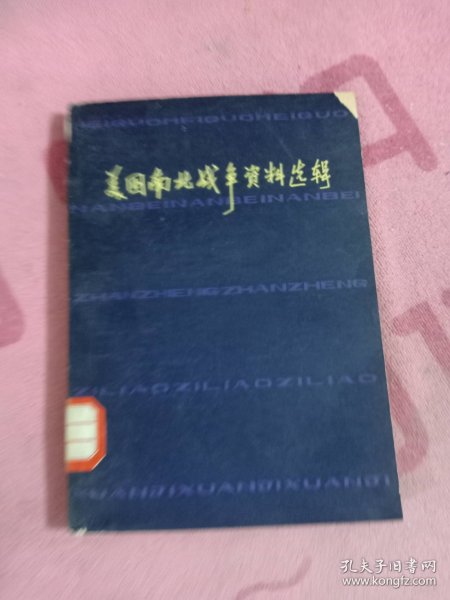 MEIGUOMEIGUOMEIGUO
美国南北战争资料选辑
NANBEINANBEINANBEI
ZHANZHENGZHANZHENG
ZILIAOZILIAOZILIAO
XUANJIXUANJIXUANJI
孔夫子旧书网
www.kongfz.com